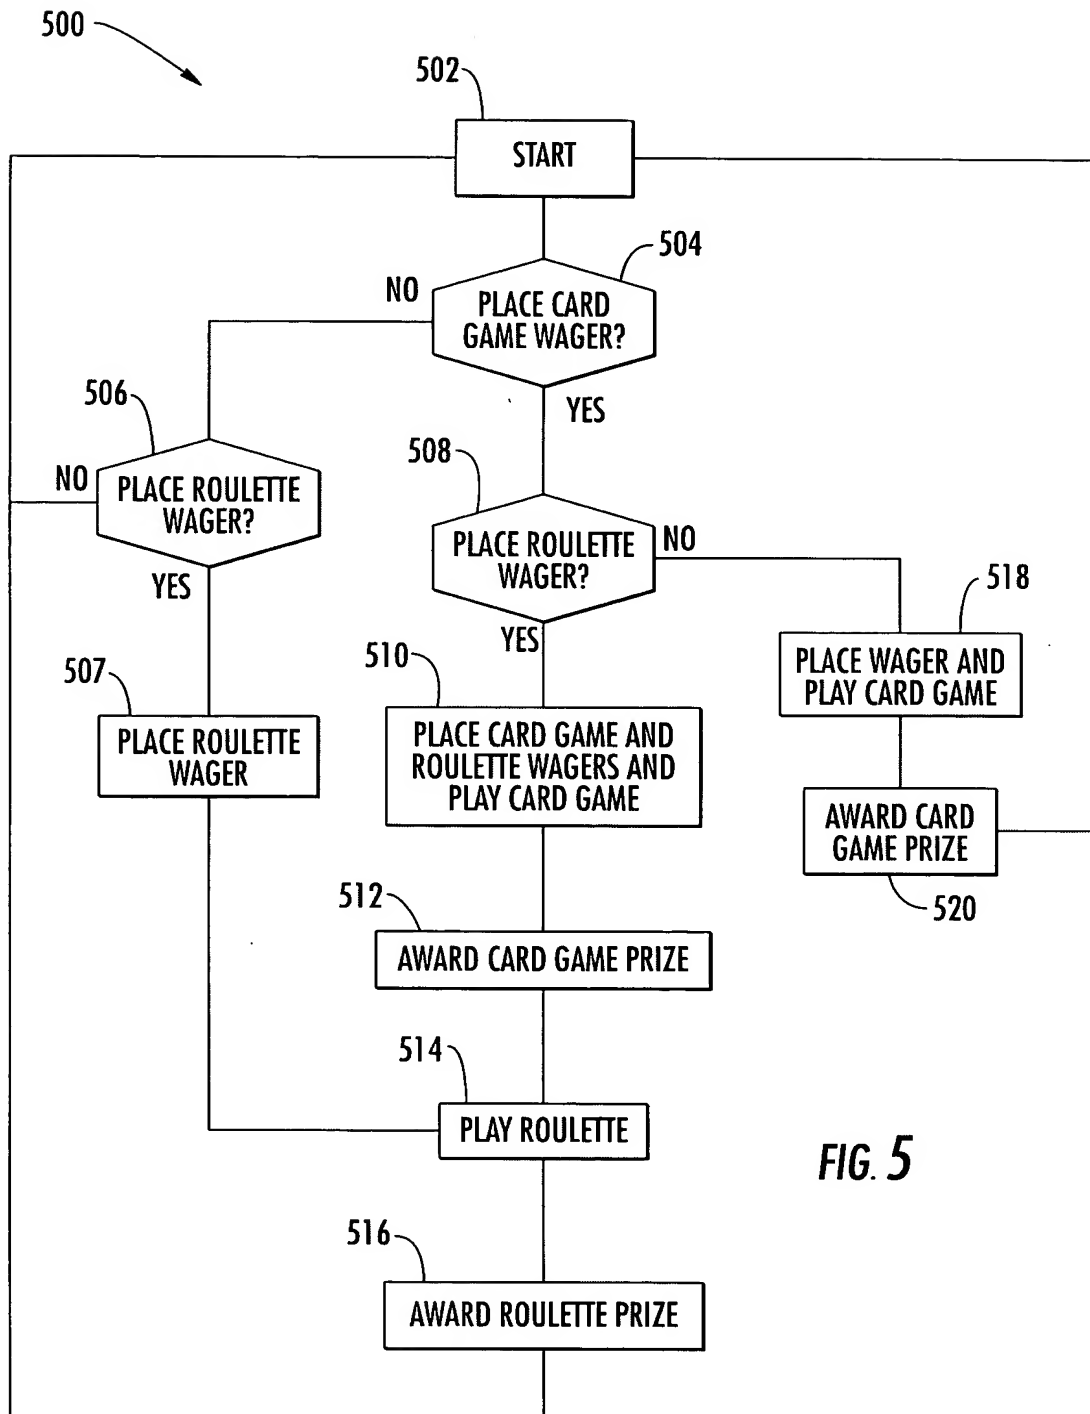 500
502
START
504
NO
PLACE CARD
GAME WAGER?
YES
506
508
NO
PLACE ROULETTE
WAGER?
PLACE ROULETTE
WAGER?
NO
YES
YES
518
510
507
PLACE WAGER AND
PLAY CARD GAME
PLACE ROULETTE
WAGER
PLACE CARD GAME AND
ROULETTE WAGERS AND
PLAY CARD GAME
AWARD CARD
GAME PRIZE
512
520
AWARD CARD GAME PRIZE
514
PLAY ROULETTE
FIG. 5
516
AWARD ROULETTE PRIZE